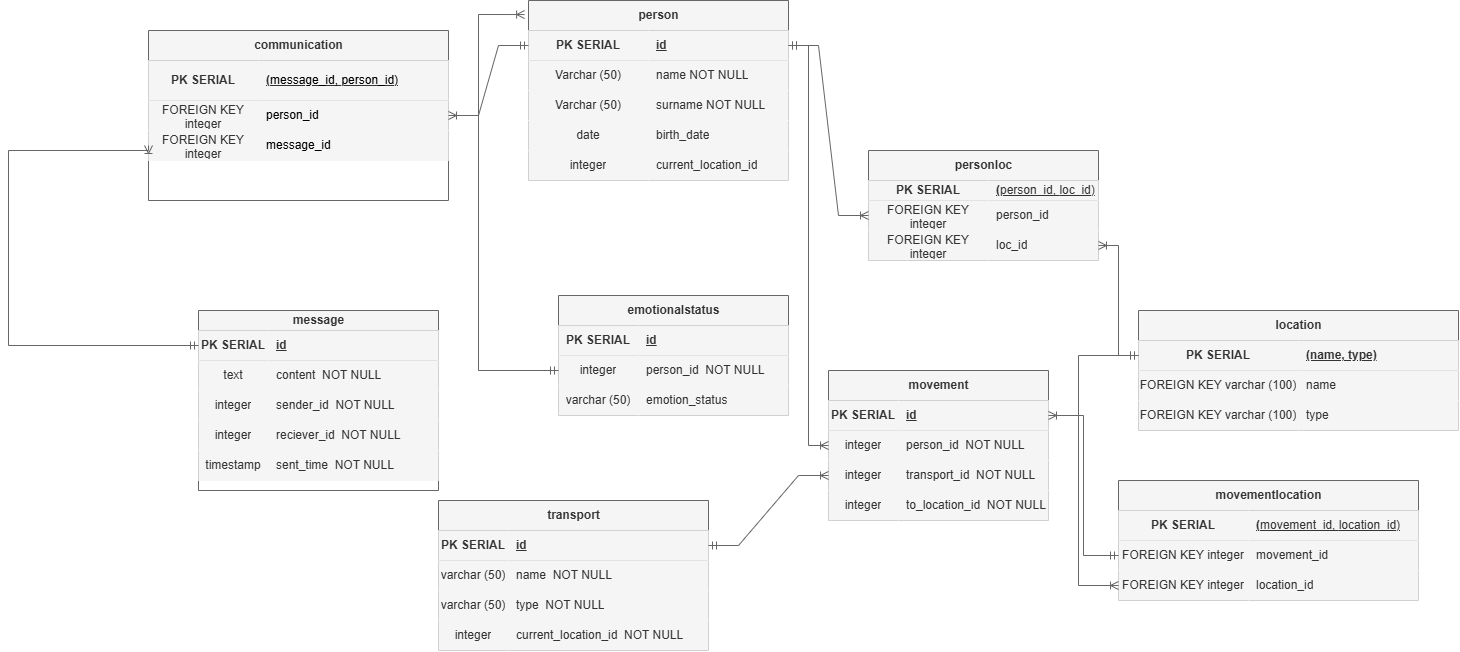 communication
PK SERIAL (message_id, person_id)
FOREIGN KEY
integer
person_id
FOREIGN KEY
integer
message_id
person
PK SERIAL id
Varchar (50) name NOT NULL
Varchar (50) surname NOT NULL
date birth_date
integer current_location_id
personloc
PK SERIAL (person_id, loc_id)
FOREIGN KEY
integer
person_id
FOREIGN KEY
integer
loc_id
message
PK SERIAL id
text content NOT NULL
integer sender_id NOT NULL
integer reciever_id NOT NULL
timestamp sent_time NOT NULL
emotionalstatus
PK SERIAL id
integer person_id NOT NULL
varchar (50) emotion_status
location
PK SERIAL (name, type)
FOREIGN KEY varchar (100) name
FOREIGN KEY varchar (100) type
movement
PK SERIAL id
integer person_id NOT NULL
integer transport_id NOT NULL
integer to_location_id NOT NULL
transport
PK SERIAL id
varchar (50) name NOT NULL
varchar (50) type NOT NULL
integer current_location_id NOT NULL
movementlocation
PK SERIAL (movement_id, location_id)
FOREIGN KEY integer movement_id
FOREIGN KEY integer location_id